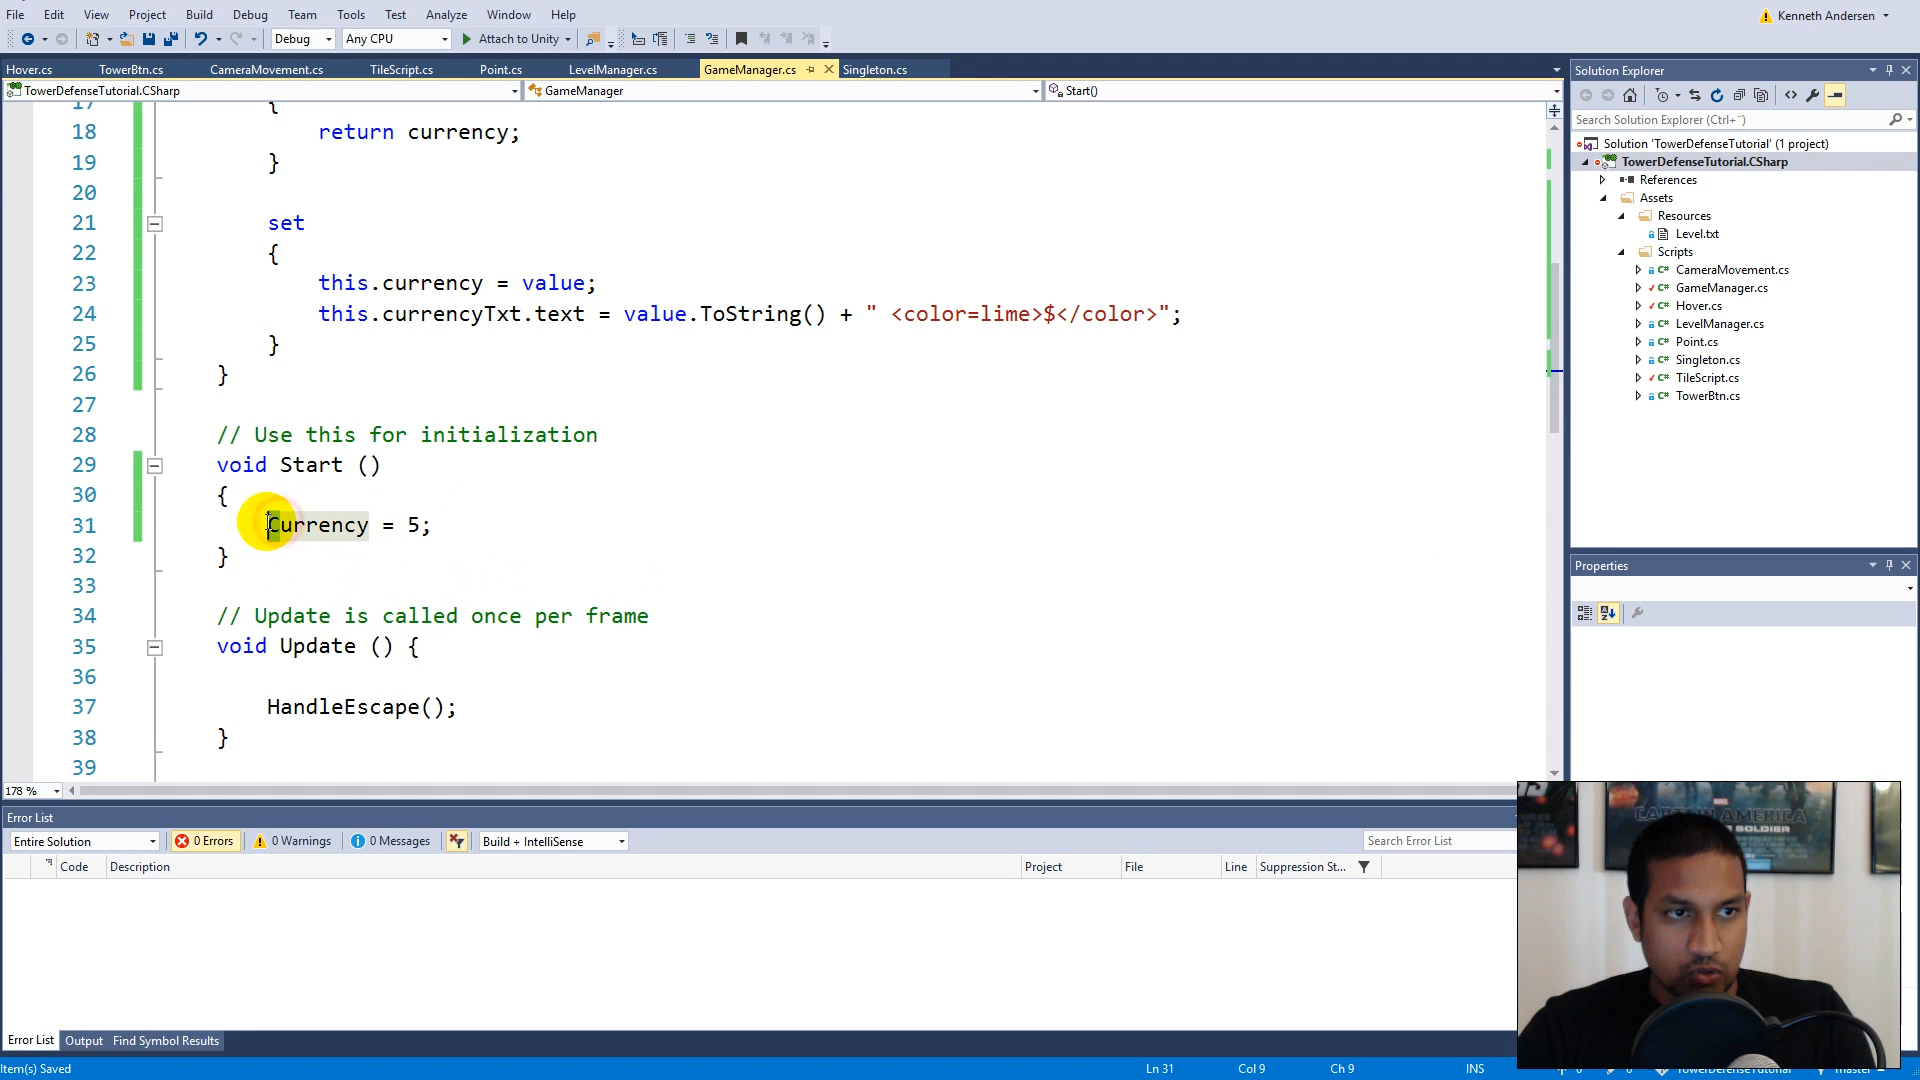 File Edit View Project Build Debug Team Tools Test Analyze Window Help Kenneth Andersen
Debug Any CPU Attach to Unity
Hover.cs TowerBtn.cs CameraMovement.cs TileScript.cs Point.cs LevelManager.cs GameManager.cs Singleton.cs
TowerDefenseTutorial.CSharp GameManager Start()
17 {
18 return currency;
19 }
20
21 set
22 {
23 this.currency = value;
24 this.currencyTxt.text = value.ToString() + " <color=lime>$</color>";
25 }
26 }
27
28 // Use this for initialization
29 void Start ()
30 {
31 Currency = 5;
32 }
33
34 // Update is called once per frame
35 void Update () {
36
37 HandleEscape();
38 }
39
178 %
Solution Explorer
Search Solution Explorer (Ctrl+¨)
Solution 'TowerDefenseTutorial' (1 project)
TowerDefenseTutorial.CSharp
References
Assets
Resources
Level.txt
Scripts
CameraMovement.cs
GameManager.cs
Hover.cs
LevelManager.cs
Point.cs
Singleton.cs
TileScript.cs
TowerBtn.cs
Properties
Error List
Entire Solution 0 Errors 0 Warnings 0 Messages Build + IntelliSense Search Error List
Code Description Project File Line Suppression St...
CAPTAIN AMERICA
SOLDIER
Error List Output Find Symbol Results
Item(s) Saved Ln 31 Col 9 Ch 9 INS